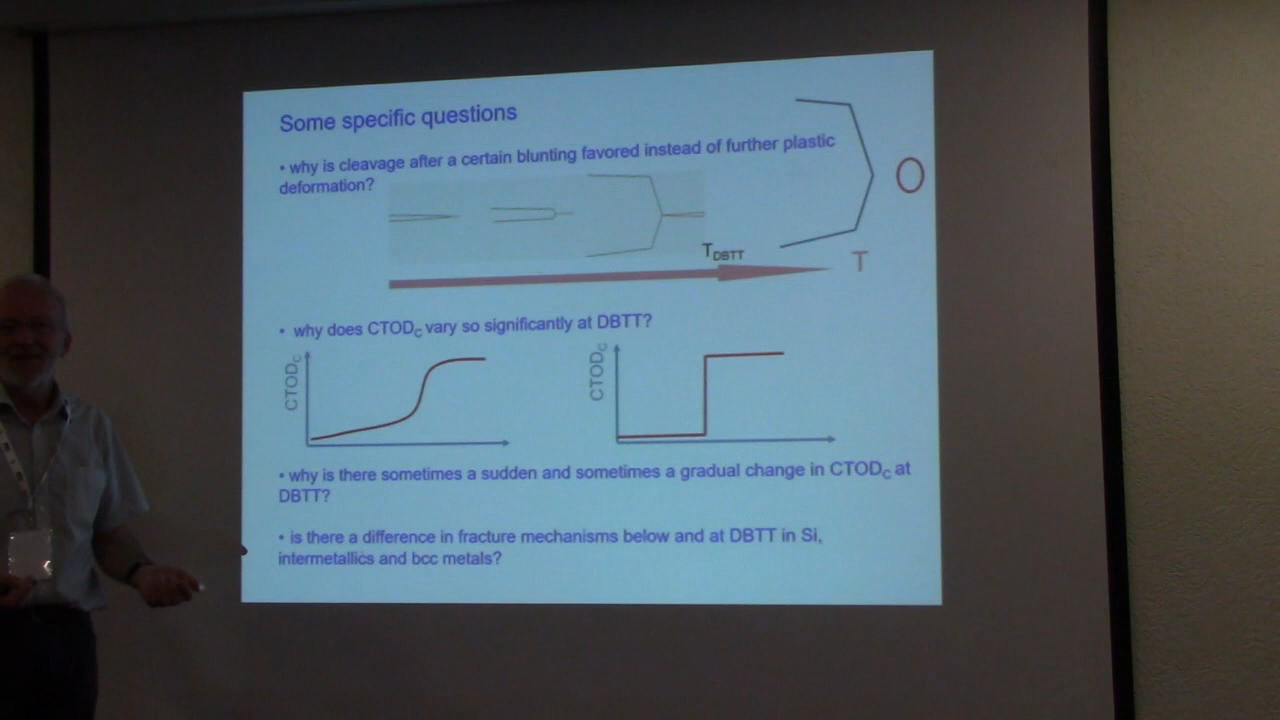 Some specific questions
• why is cleavage after a certain blunting favored instead of further plastic
deformation?
O
T_DBTT
T
• why does CTOD_C vary so significantly at DBTT?
CTOD_C
CTOD_C
• why is there sometimes a sudden and sometimes a gradual change in CTOD_C at
DBTT?
• is there a difference in fracture mechanisms below and at DBTT in Si,
intermetallics and bcc metals?